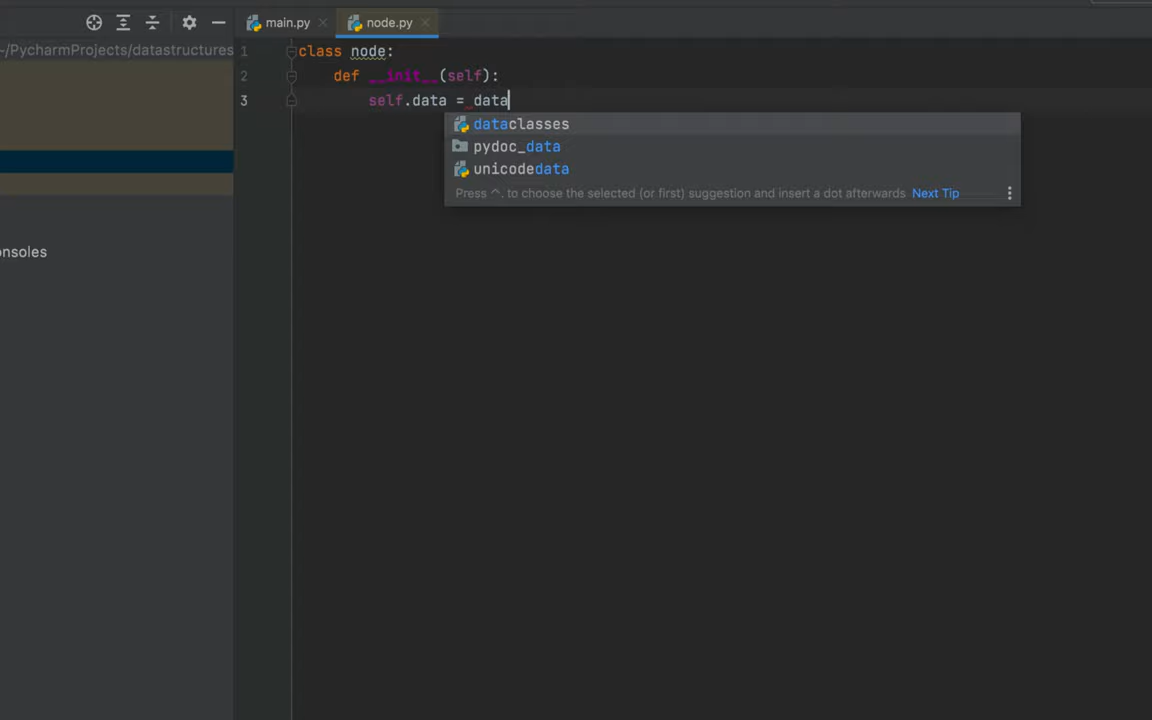 main.py
node.py
~/PycharmProjects/datastructures
1 class node:
2 def __init__(self):
3 self.data = data
dataclasses
pydoc_data
unicodedata
Press ^. to choose the selected (or first) suggestion and insert a dot afterwards Next Tip
onsoles